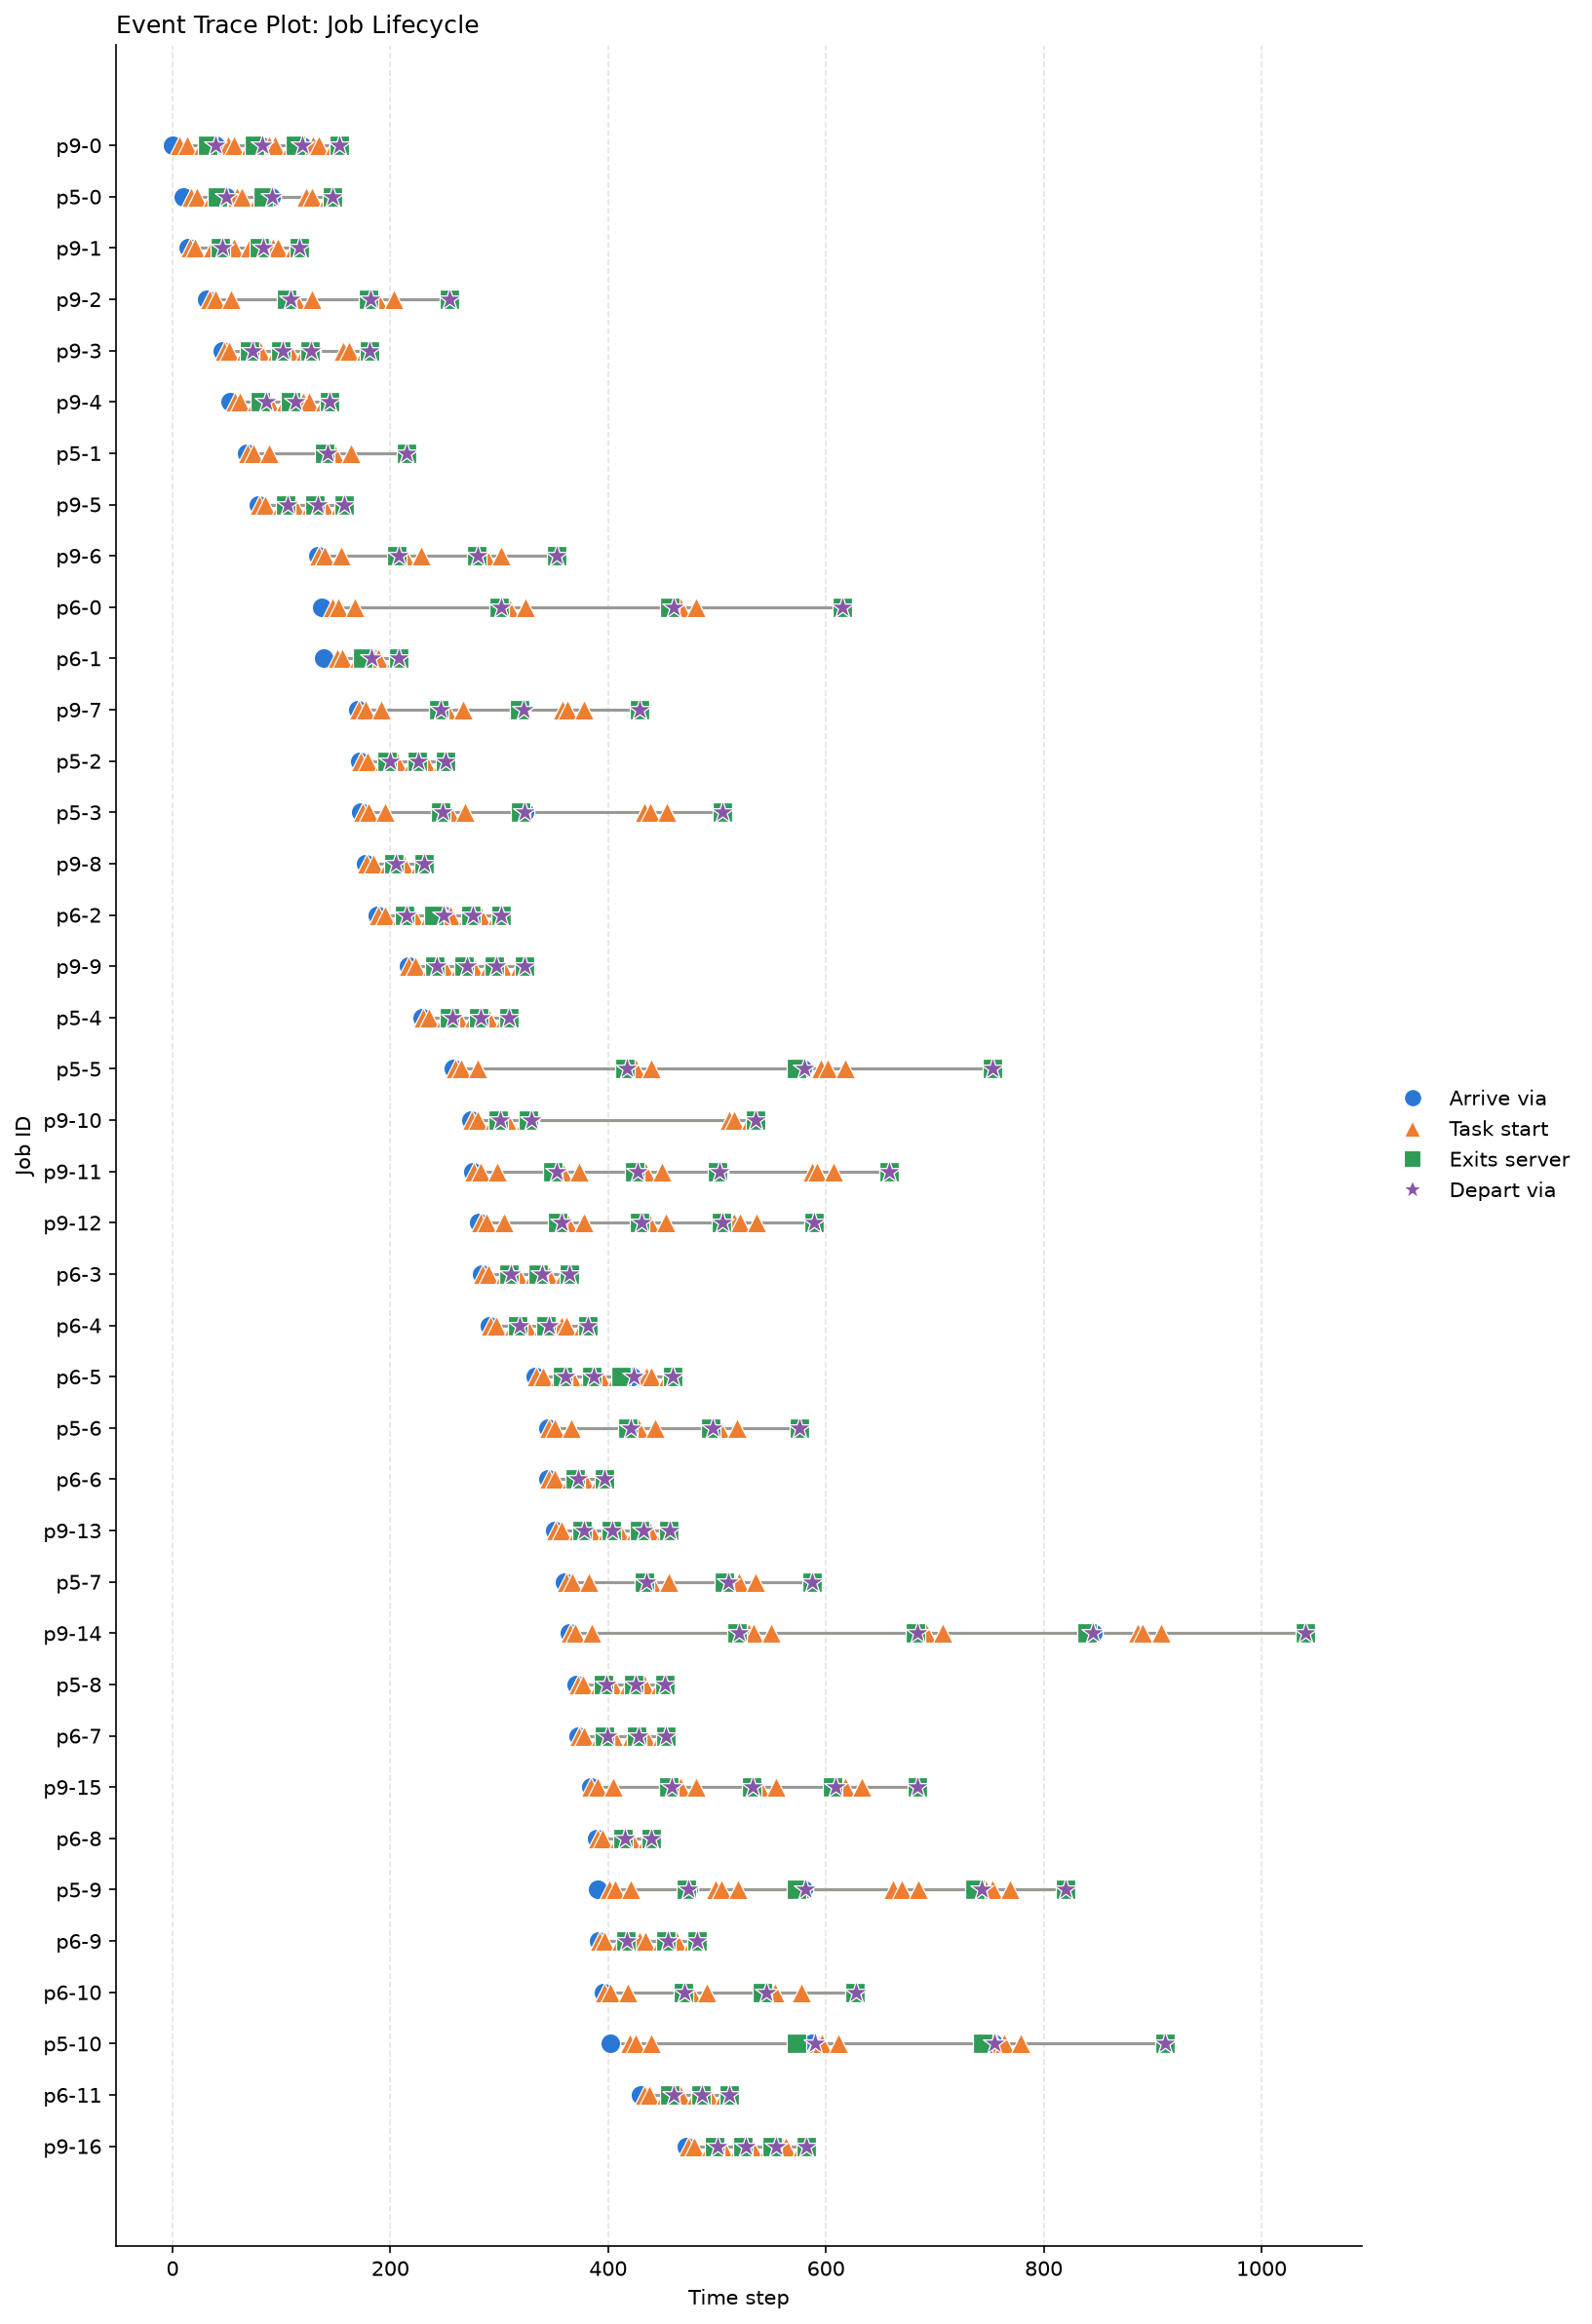 Event Trace Plot: Job Lifecycle
p9-0
p5-0
p9-1
p9-2
p9-3
p9-4
p5-1
p9-5
p9-6
p6-0
p6-1
p9-7
p5-2
p5-3
p9-8
p6-2
p9-9
p5-4
p5-5
p9-10
p9-11
p9-12
p6-3
p6-4
p6-5
p5-6
p6-6
p9-13
p5-7
p9-14
p5-8
p6-7
p9-15
p6-8
p5-9
p6-9
p6-10
p5-10
p6-11
p9-16
Job ID
0 200 400 600 800 1000
Time step
Arrive via
Task start
Exits server
Depart via